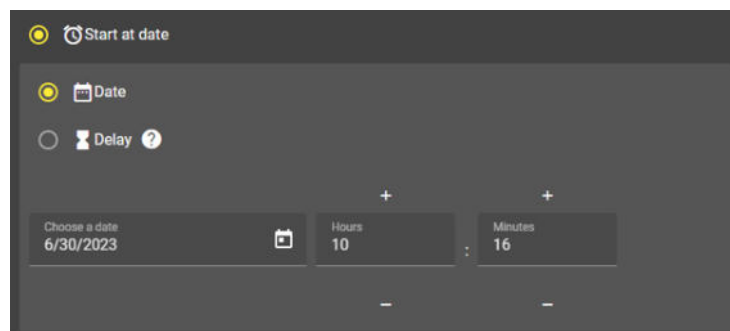 Start at date
Date
Delay ?
+ +
Choose a date Hours Minutes
6/30/2023 10 : 16
– –